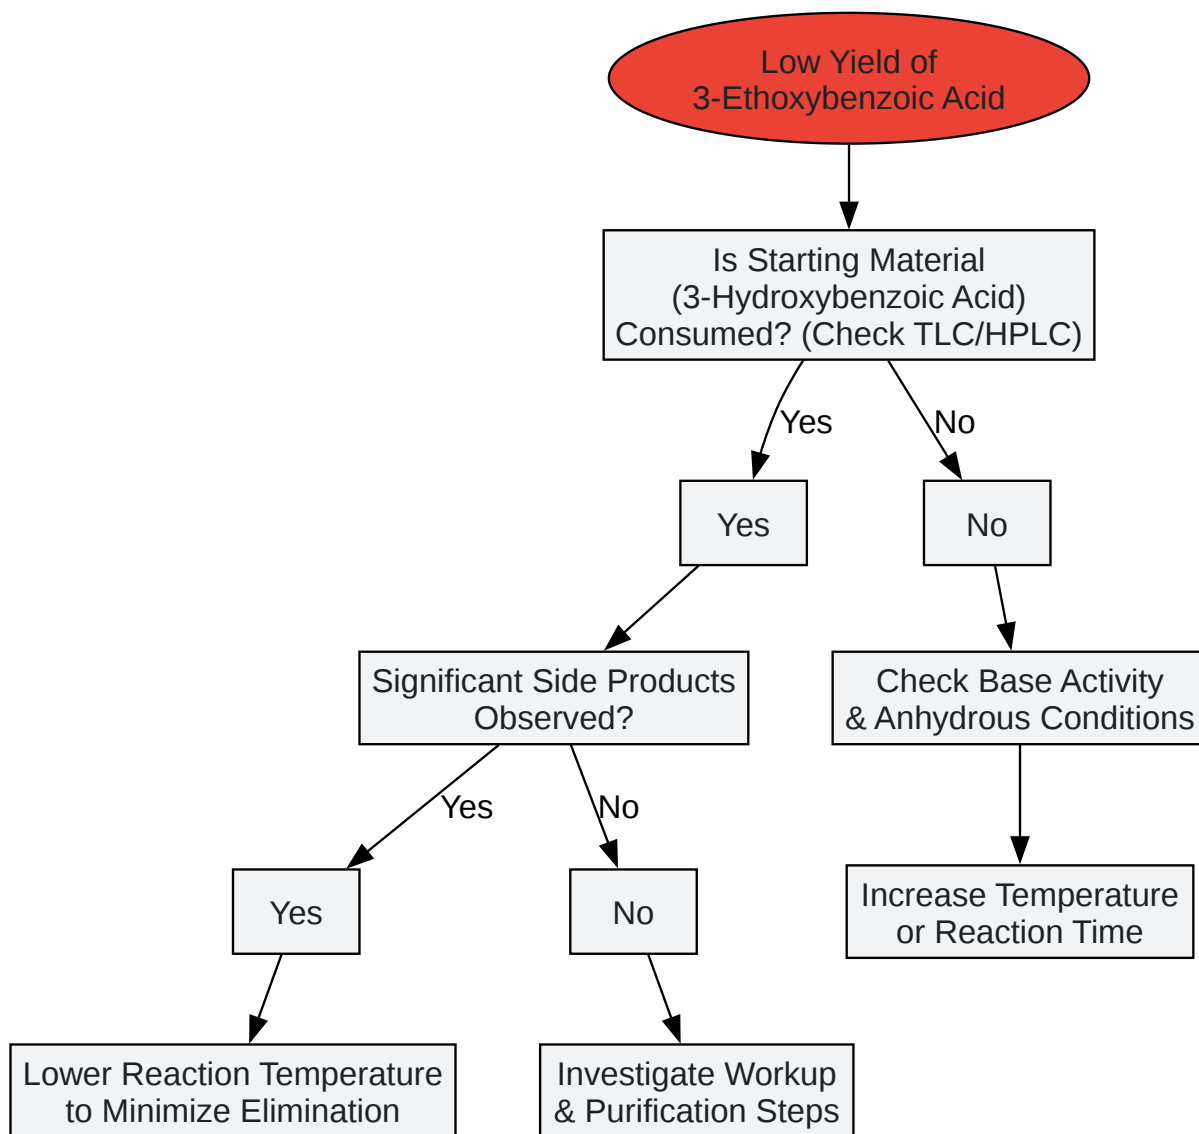 Low Yield of
3-Ethoxybenzoic Acid
Is Starting Material
(3-Hydroxybenzoic Acid)
Consumed? (Check TLC/HPLC)
Yes
No
Yes
No
Significant Side Products
Observed?
Check Base Activity
& Anhydrous Conditions
Yes
No
Yes
No
Increase Temperature
or Reaction Time
Lower Reaction Temperature
to Minimize Elimination
Investigate Workup
& Purification Steps